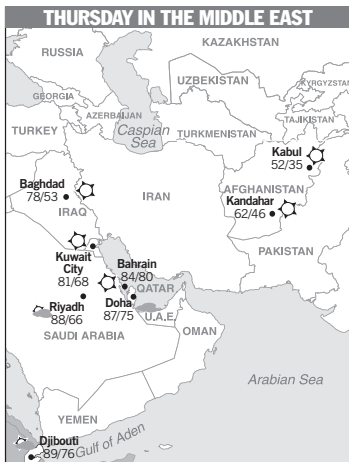 THURSDAY IN THE MIDDLE EAST
KAZAKHSTAN
RUSSIA
UZBEKISTAN
KYRGYZSTAN
GEORGIA
AZERBAIJAN
TAJIKISTAN
TURKEY
Caspian
Sea
TURKMENISTAN
Kabul
52/35
Baghdad
78/53
IRAQ
IRAN
AFGHANISTAN
Kandahar
62/46
PAKISTAN
Kuwait
City
81/68
Bahrain
84/80
QATAR
Doha
87/75
U.A.E.
Riyadh
88/66
SAUDI ARABIA
OMAN
Arabian Sea
YEMEN
Djibouti
89/76
Gulf of Aden